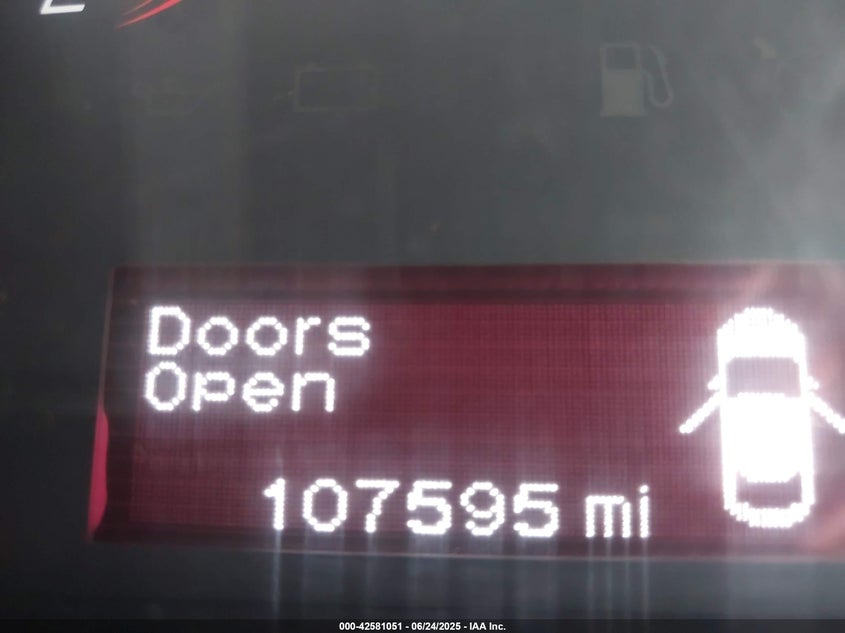 Doors
Open
107595 mi
000-42581051 - 06/24/2025 - IAA Inc.